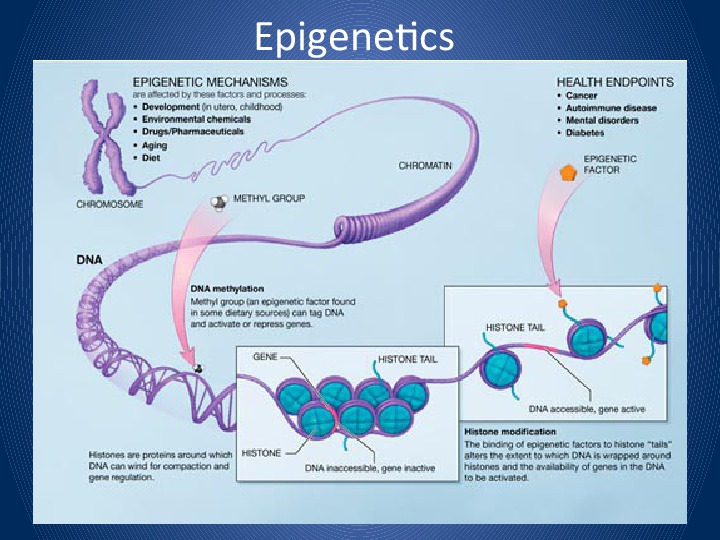 Epigenetics
EPIGENETIC MECHANISMS
are affected by these factors and processes:
• Development (in utero, childhood)
• Environmental chemicals
• Drugs/Pharmaceuticals
• Aging
• Diet
HEALTH ENDPOINTS
• Cancer
• Autoimmune disease
• Mental disorders
• Diabetes
EPIGENETIC
FACTOR
CHROMATIN
CHROMOSOME
METHYL GROUP
DNA
DNA methylation
Methyl group (an epigenetic factor found
in some dietary sources) can tag DNA
and activate or repress genes.
HISTONE TAIL
DNA accessible, gene active
GENE
HISTONE TAIL
HISTONE
DNA inaccessible, gene inactive
Histones are proteins around which
DNA can wind for compaction and
gene regulation.
Histone modification
The binding of epigenetic factors to histone “tails”
alters the extent to which DNA is wrapped around
histones and the availability of genes in the DNA
to be activated.